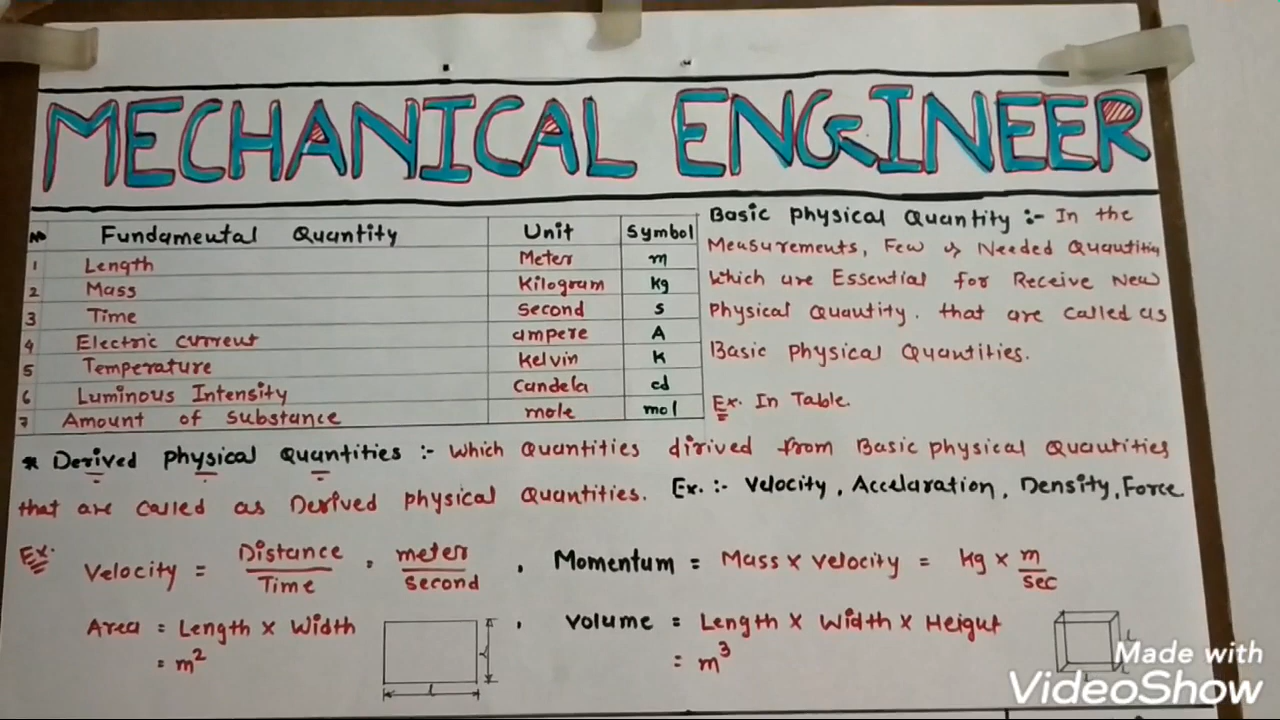 MECHANICAL ENGINEER
No Fundamental Quantity Unit Symbol
1 Length Meter m
2 Mass Kilogram kg
3 Time Second s
4 Electric current ampere A
5 Temperature Kelvin K
6 Luminous Intensity Candela cd
7 Amount of Substance mole mol
Basic Physical Quantity :- In the
Measurements, Few Needed Quantities
Which are Essential for Receive New
Physical Quantity. that are called as
Basic Physical Quantities.
Ex. In Table.
* Derived physical Quantities :- Which Quantities dirived from Basic physical Quantities
that are called as Derived physical Quantities. Ex. :- Velocity, Accelaration, Density, Force.
Ex.
Velocity = Distance / Time = meter / Second , Momentum = Mass x velocity = kg x m / sec
Area = Length x Width , Volume = Length x Width x Height
= m² = m³
L
L
Made with
VideoShow